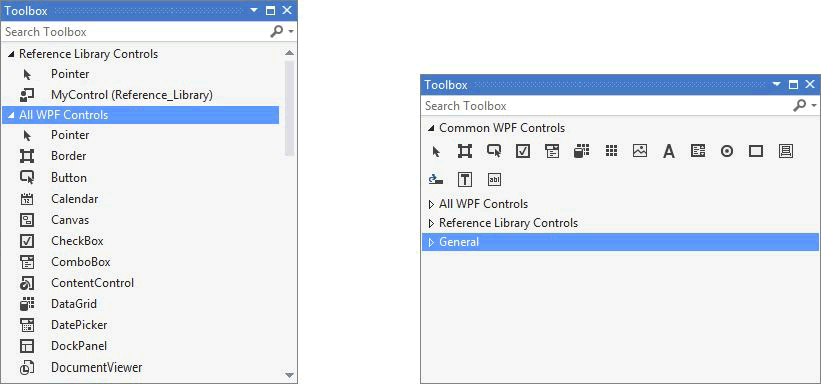 Toolbox
Search Toolbox
Reference Library Controls
Pointer
MyControl (Reference_Library)
All WPF Controls
Pointer
Border
Button
Calendar
Canvas
CheckBox
ComboBox
ContentControl
DataGrid
DatePicker
DockPanel
DocumentViewer
Toolbox
Search Toolbox
Common WPF Controls
A
T
abl
All WPF Controls
Reference Library Controls
General